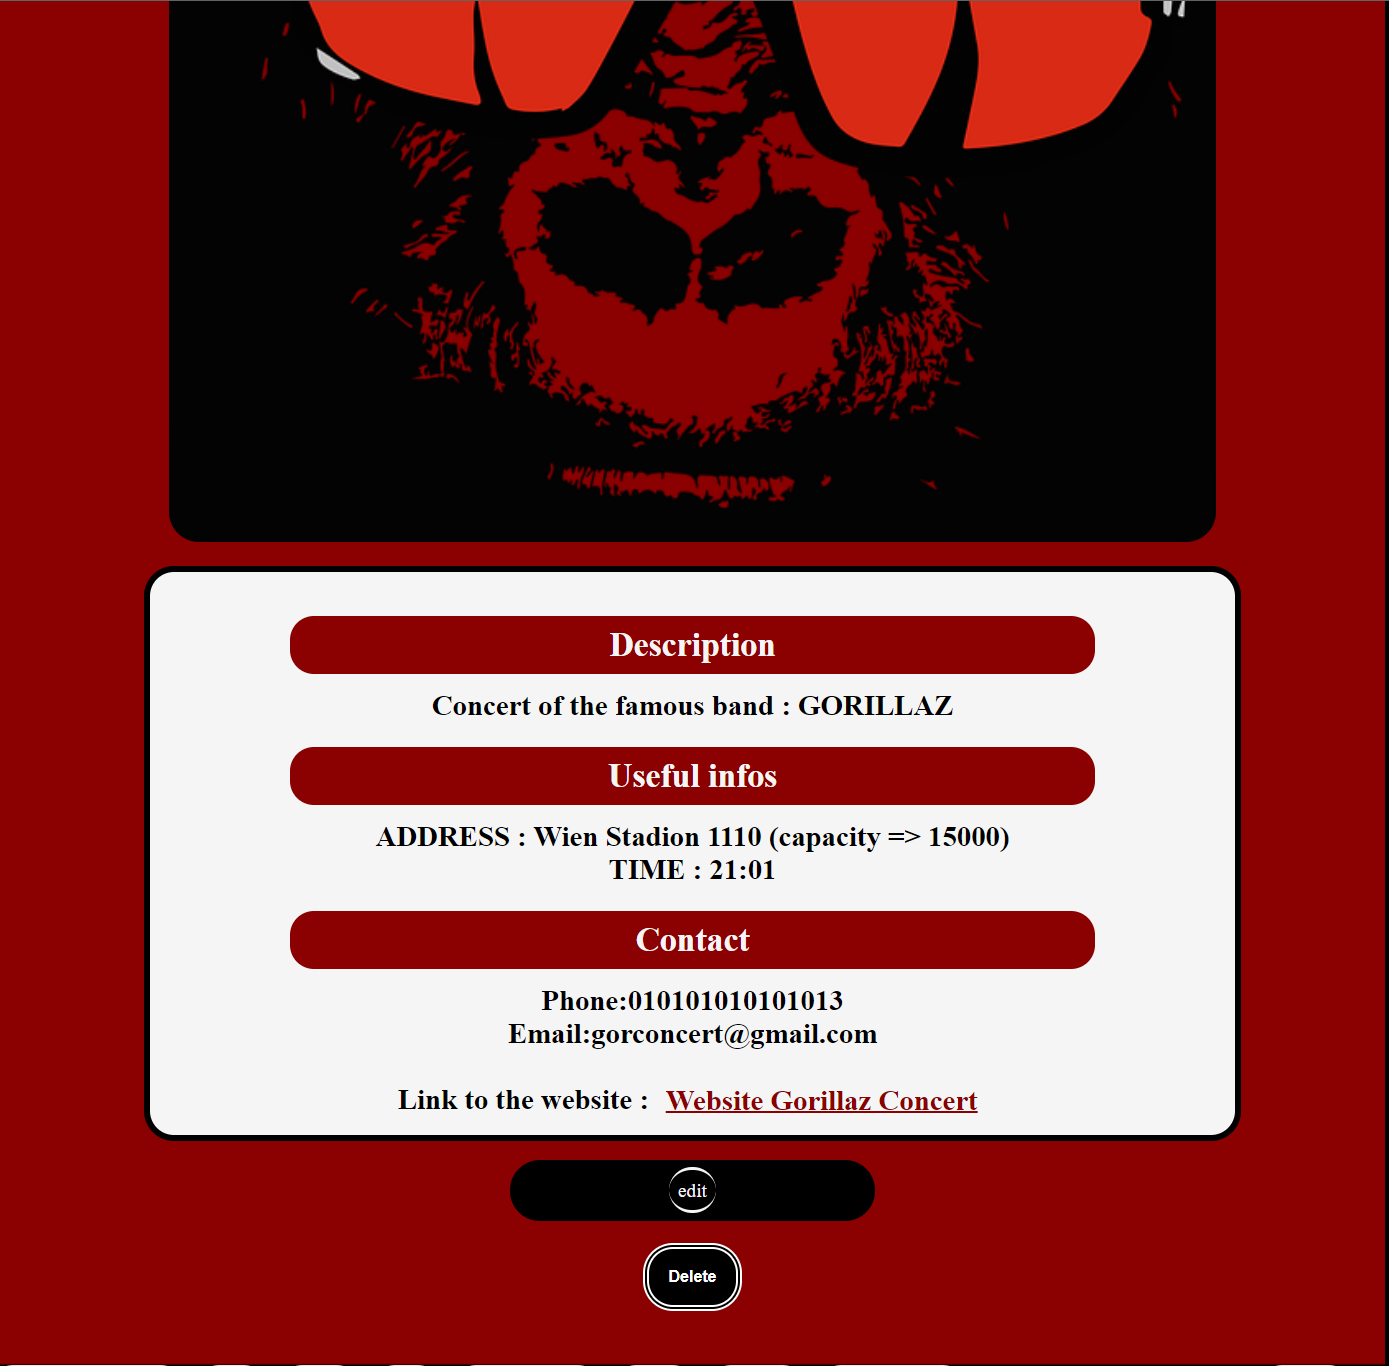 Description
Concert of the famous band : GORILLAZ
Useful infos
ADDRESS : Wien Stadion 1110 (capacity => 15000)
TIME : 21:01
Contact
Phone:010101010101013
Email:gorconcert@gmail.com
Link to the website : Website Gorillaz Concert
edit
Delete